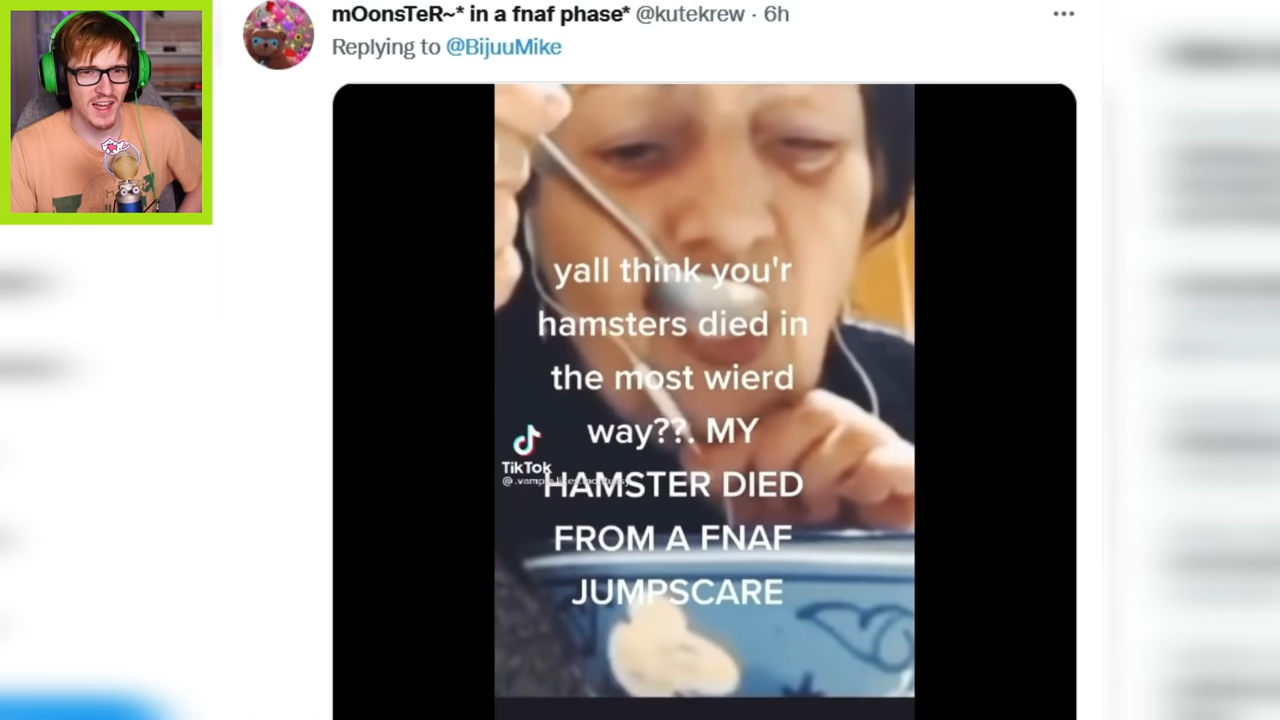 mOonsTeR~* in a fnaf phase* @kutekrew · 6h
Replying to @BijuuMike
yall think you'r
hamsters died in
the most wierd
way??. MY
HAMSTER DIED
FROM A FNAF
JUMPSCARE
TikTok